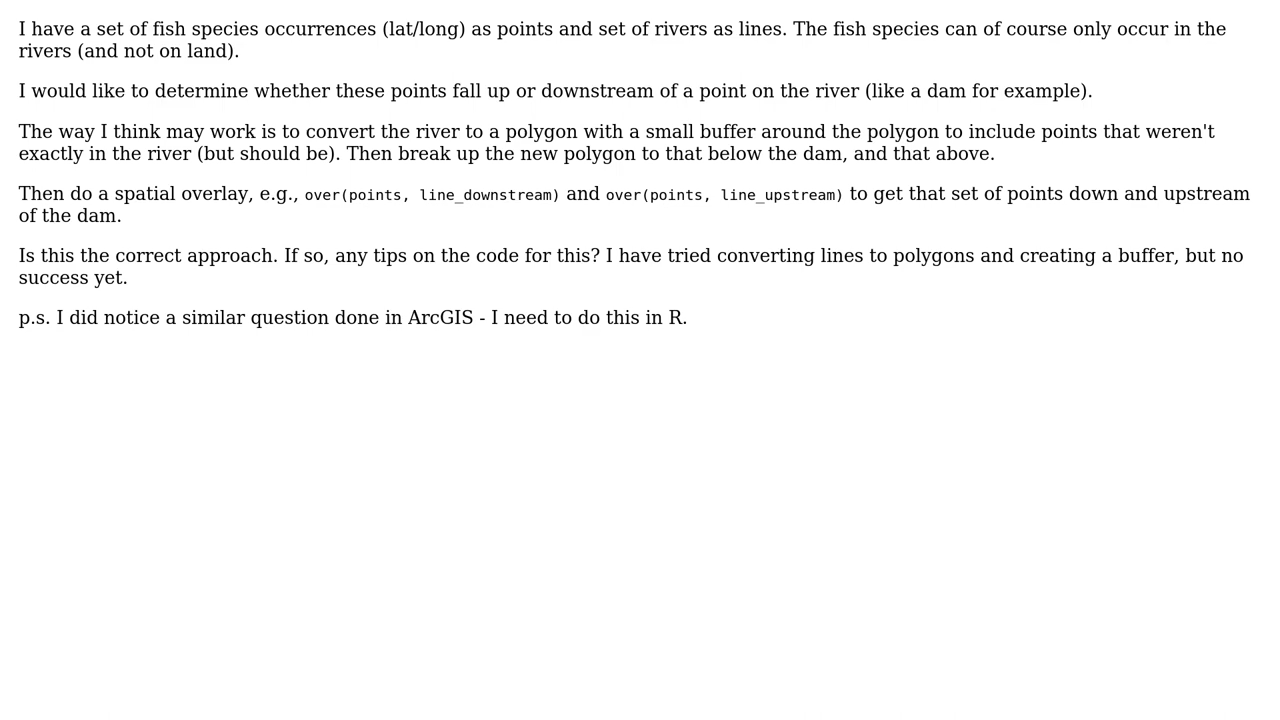 I have a set of fish species occurrences (lat/long) as points and set of rivers as lines. The fish species can of course only occur in the
rivers (and not on land).
I would like to determine whether these points fall up or downstream of a point on the river (like a dam for example).
The way I think may work is to convert the river to a polygon with a small buffer around the polygon to include points that weren't
exactly in the river (but should be). Then break up the new polygon to that below the dam, and that above.
Then do a spatial overlay, e.g., over(points, line_downstream) and over(points, line_upstream) to get that set of points down and upstream
of the dam.
Is this the correct approach. If so, any tips on the code for this? I have tried converting lines to polygons and creating a buffer, but no
success yet.
p.s. I did notice a similar question done in ArcGIS - I need to do this in R.